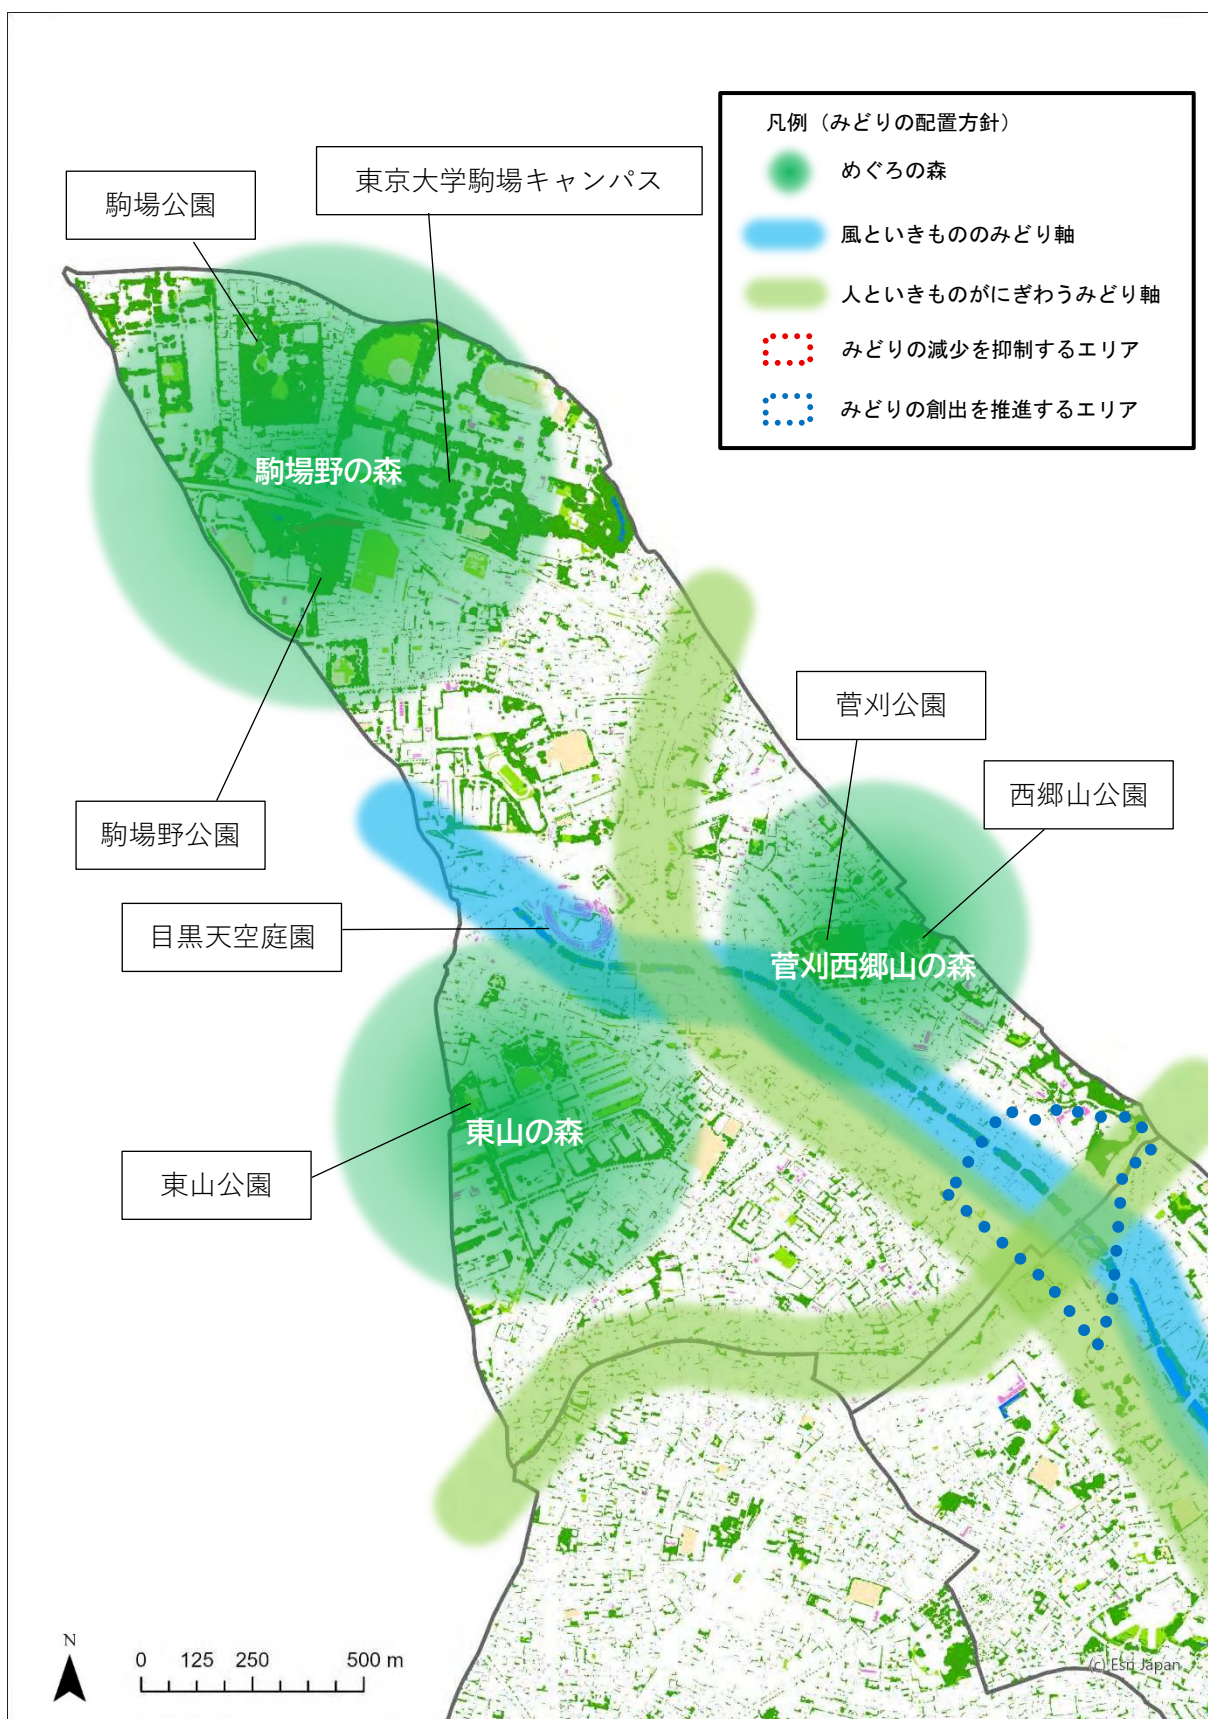 凡例（みどりの配置方針）
めぐろの森
風といきもののみどり軸
人といきものがにぎわうみどり軸
みどりの減少を抑制するエリア
みどりの創出を推進するエリア
東京大学駒場キャンパス
駒場公園
駒場野の森
菅刈公園
西郷山公園
駒場野公園
目黒天空庭園
菅刈西郷山の森
東山の森
東山公園
N
0 125 250 500 m
(c) Esri Japan